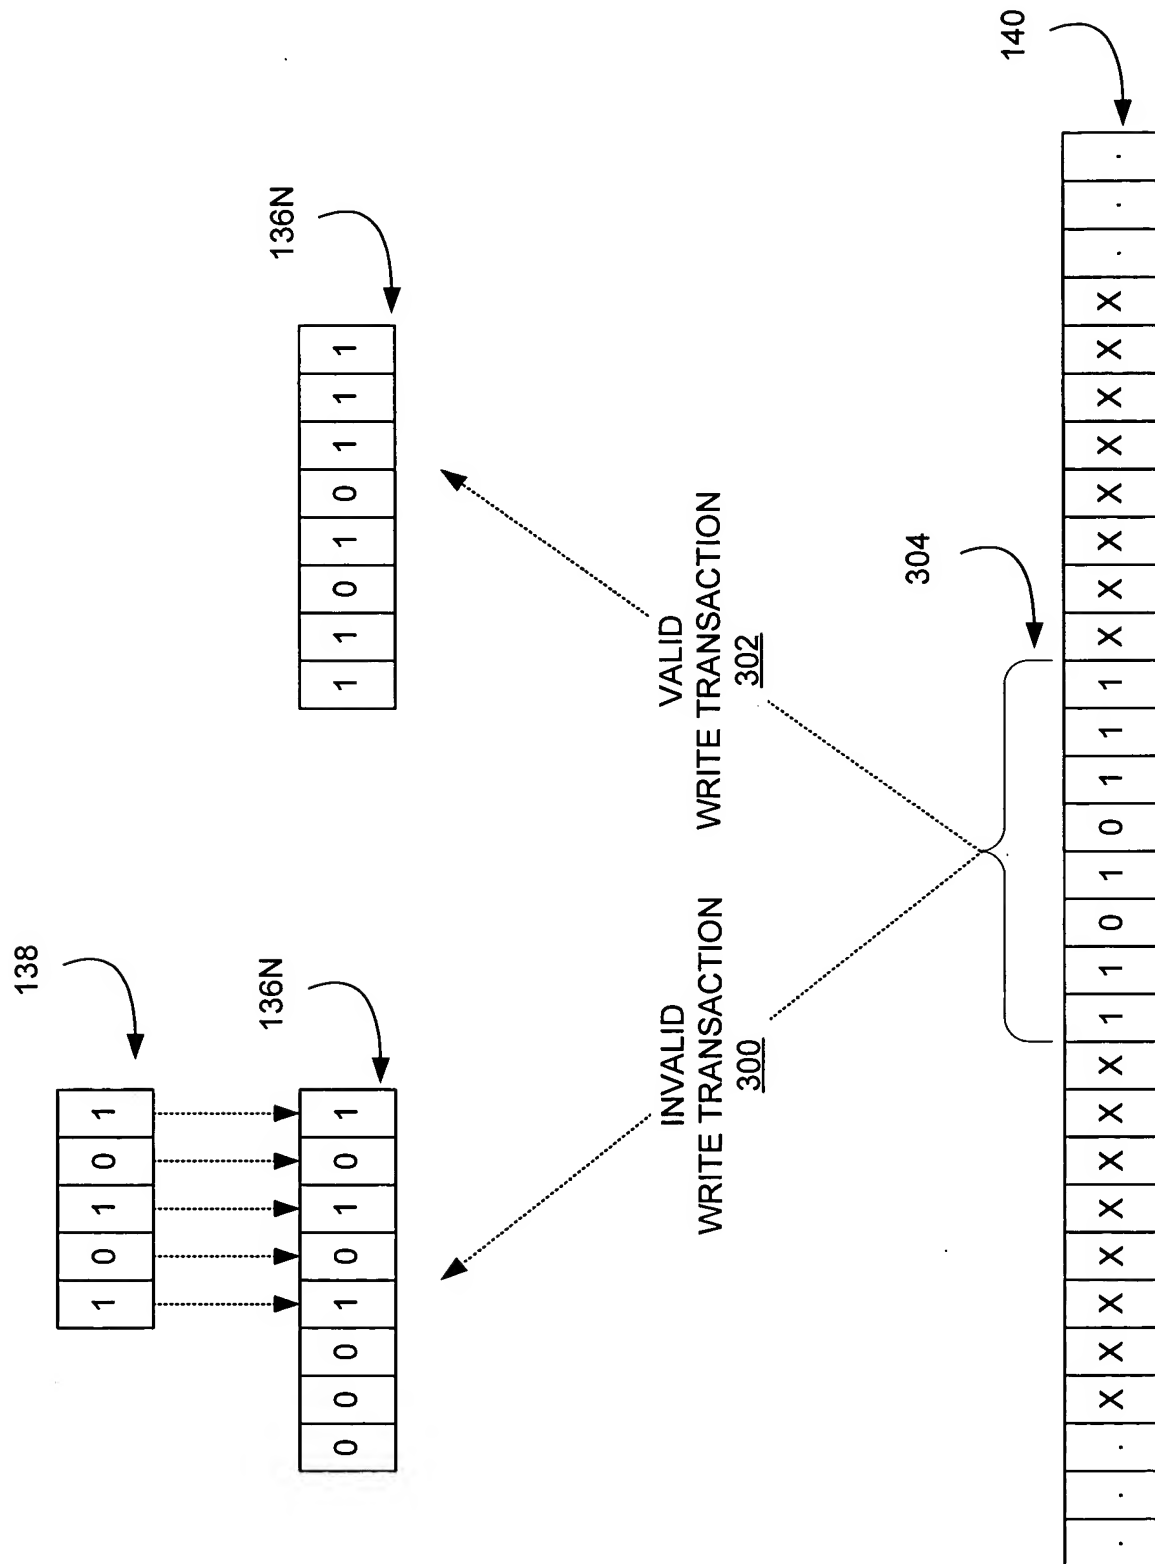 138
1 0 1 0 1
136N
136N
0 0 0 1 0 1 0 1
1 1 0 1 0 1 1 1
INVALID
WRITE TRANSACTION
300
VALID
WRITE TRANSACTION
302
304
140
. . . X X X X X X X X 1 1 0 1 0 1 1 1 X X X X X X X X . . .